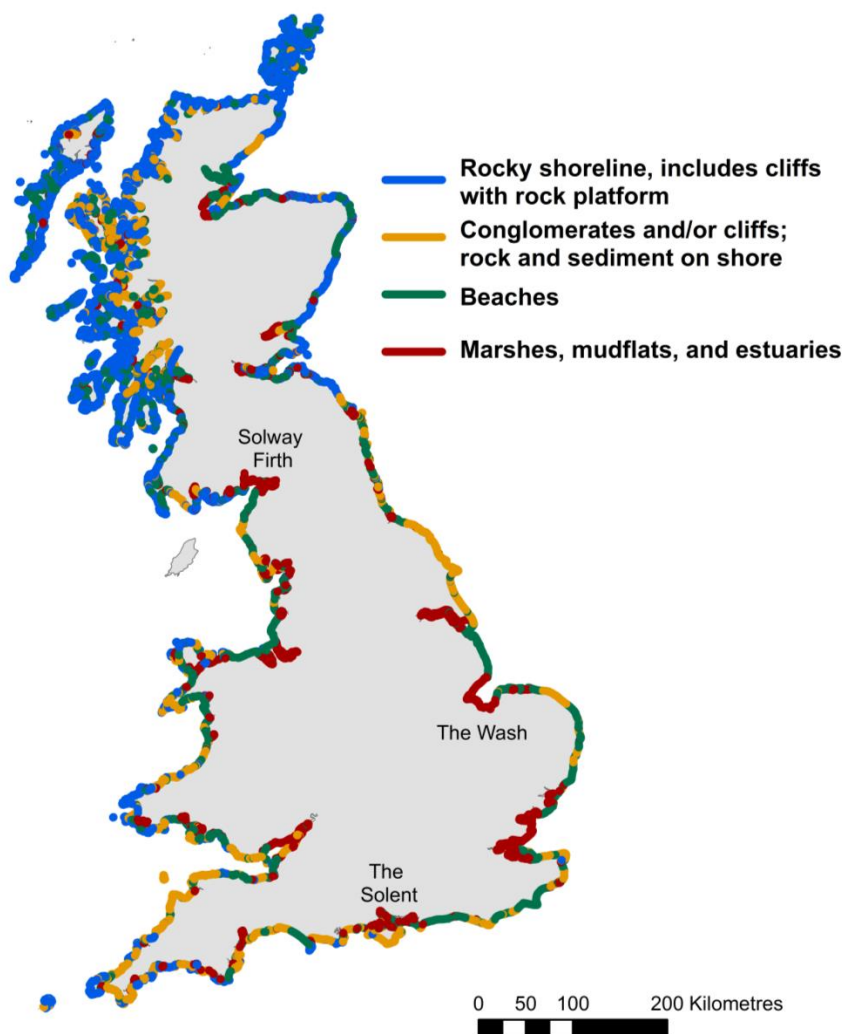 Rocky shoreline, includes cliffs
with rock platform
Conglomerates and/or cliffs;
rock and sediment on shore
Beaches
Marshes, mudflats, and estuaries
Solway
Firth
The Wash
The
Solent
0 50 100 200 Kilometres